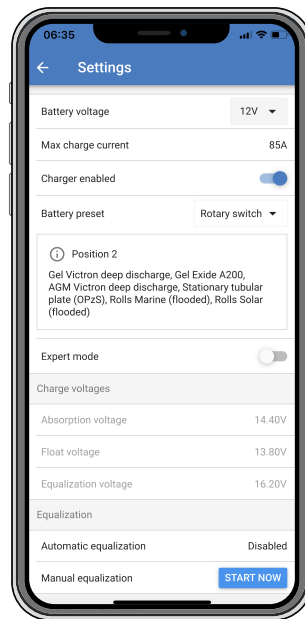 06:35
Settings
Battery voltage 12V
Max charge current 85A
Charger enabled
Battery preset Rotary switch
Position 2
Gel Victron deep discharge, Gel Exide A200,
AGM Victron deep discharge, Stationary tubular
plate (OPzS), Rolls Marine (flooded), Rolls Solar
(flooded)
Expert mode
Charge voltages
Absorption voltage 14.40V
Float voltage 13.80V
Equalization voltage 16.20V
Equalization
Automatic equalization Disabled
Manual equalization START NOW